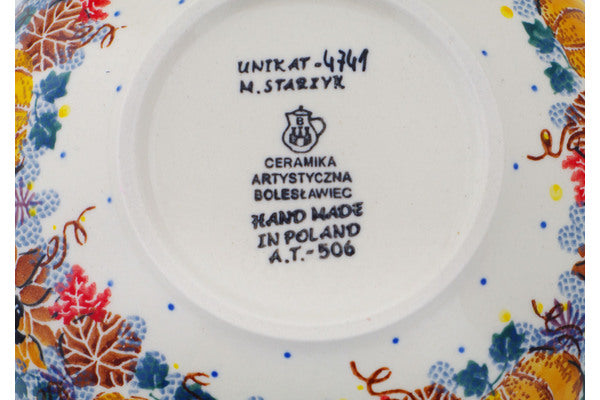 UNIKAT-4741
M. STARZYK
B
CERAMIKA
ARTYSTYCZNA
BOLESŁAWIEC
HAND MADE
IN POLAND
A.T.-506